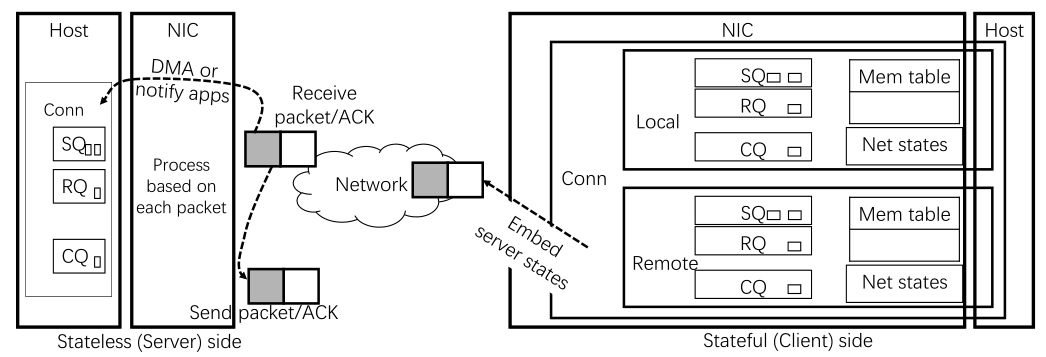 Host
NIC
DMA or
notify apps
Conn
SQ
RQ
CQ
Process
based on
each packet
Receive
packet/ACK
Network
Send packet/ACK
Stateless (Server) side
Embed
server states
NIC
Host
Conn
Local
SQ
RQ
CQ
Mem table
Net states
Remote
SQ
RQ
CQ
Mem table
Net states
Stateful (Client) side